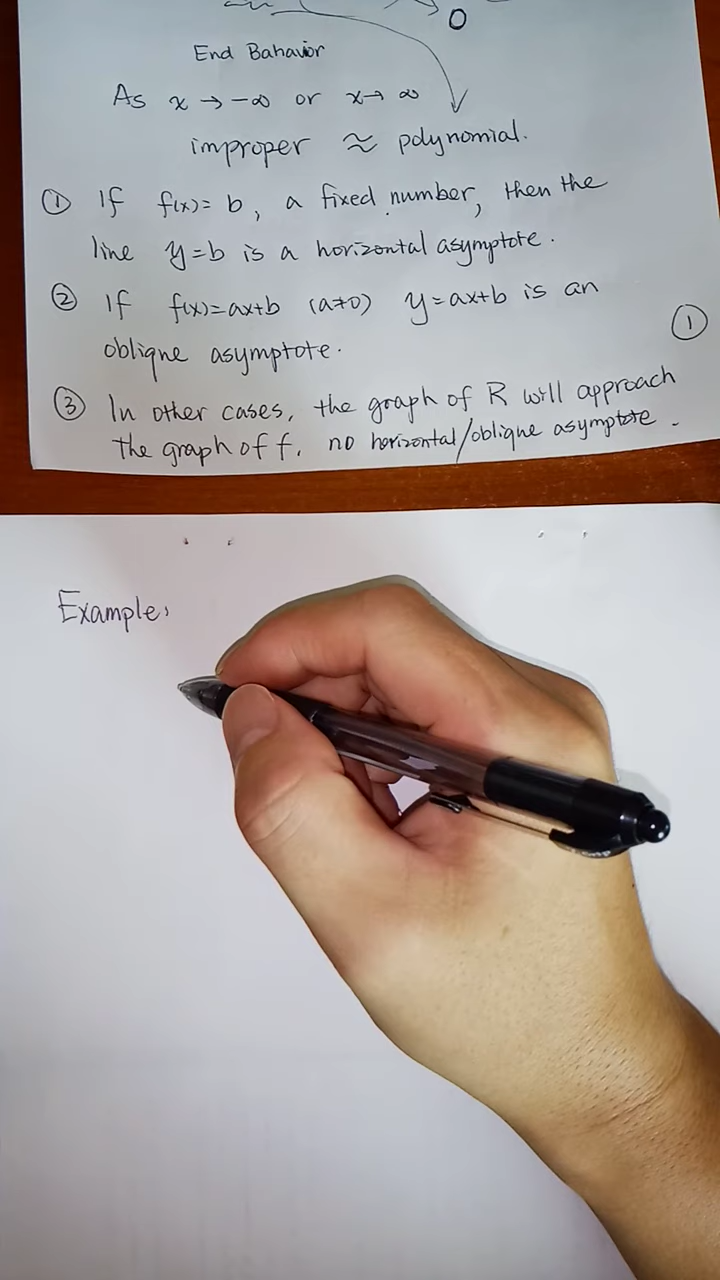 0
End Bahavior
As x → -∞ or x → ∞
improper ≈ polynomial.
① If f(x) = b, a fixed number, then the
line y=b is a horizontal asymptote.
② If f(x)=ax+b (a≠0) y=ax+b is an
oblique asymptote.
①
③ In other cases, the graph of R will approach
the graph of f. no horizontal/oblique asymptote.
Example: